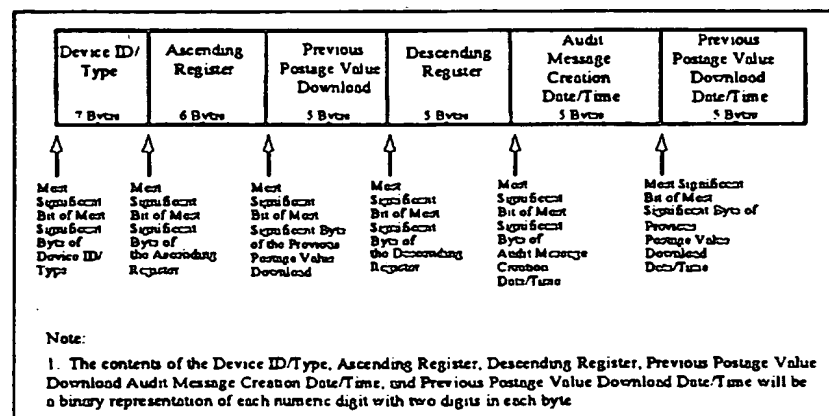 Device ID/
Type
7 Bytes
Ascending
Register
6 Bytes
Previous
Postage Value
Download
5 Bytes
Descending
Register
5 Bytes
Audit
Message
Creation
Date/Time
5 Bytes
Previous
Postage Value
Download
Date/Time
5 Bytes
Most
Significant
Bit of Most
Significant
Byte of
Device ID/
Type
Most
Significant
Bit of Most
Significant
Byte of
the Ascending
Register
Most
Significant
Bit of Most
Significant Byte
of the Previous
Postage Value
Download
Most
Significant
Bit of Most
Significant
Byte of
the Descending
Register
Most
Significant
Bit of Most
Significant
Byte of
Audit Message
Creation
Date/Time
Most Significant
Bit of Most
Significant Byte of
Previous
Postage Value
Download
Date/Time
Note:
1. The contents of the Device ID/Type, Ascending Register, Descending Register, Previous Postage Value
Download Audit Message Creation Date/Time, and Previous Postage Value Download Date/Time will be
a binary representation of each numeric digit with two digits in each byte